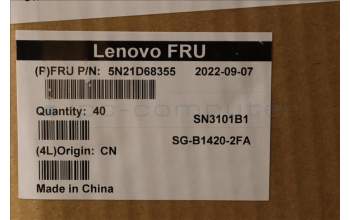 Lenovo FRU
(F)FRU P/N: 5N21D68355 2022-09-07
Quantity: 40 SN3101B1
(4L)Origin: CN SG-B1420-2FA
Made in China